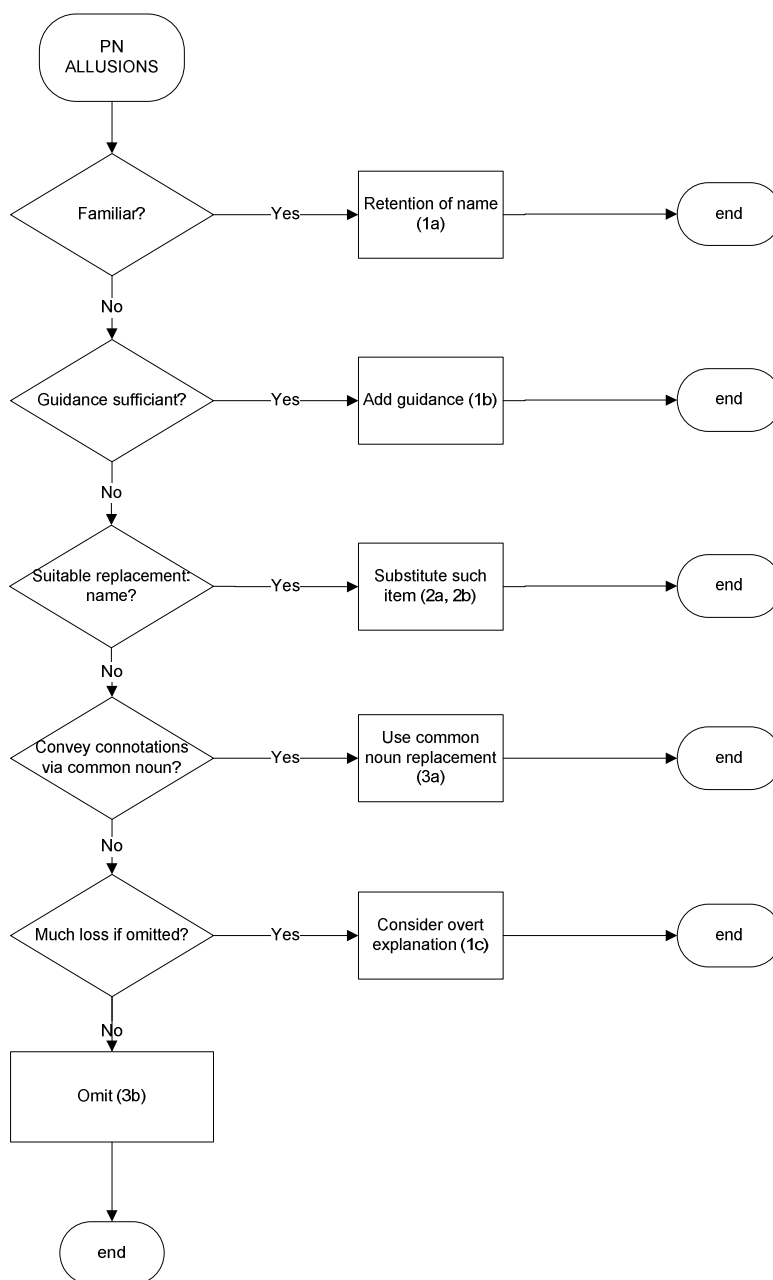 PN
ALLUSIONS
Familiar?
Yes
Retention of name
(1a)
end
No
Guidance sufficiant?
Yes
Add guidance (1b)
end
No
Suitable replacement:
name?
Yes
Substitute such
item (2a, 2b)
end
No
Convey connotations
via common noun?
Yes
Use common
noun replacement
(3a)
end
No
Much loss if omitted?
Yes
Consider overt
explanation (1c)
end
No
Omit (3b)
end